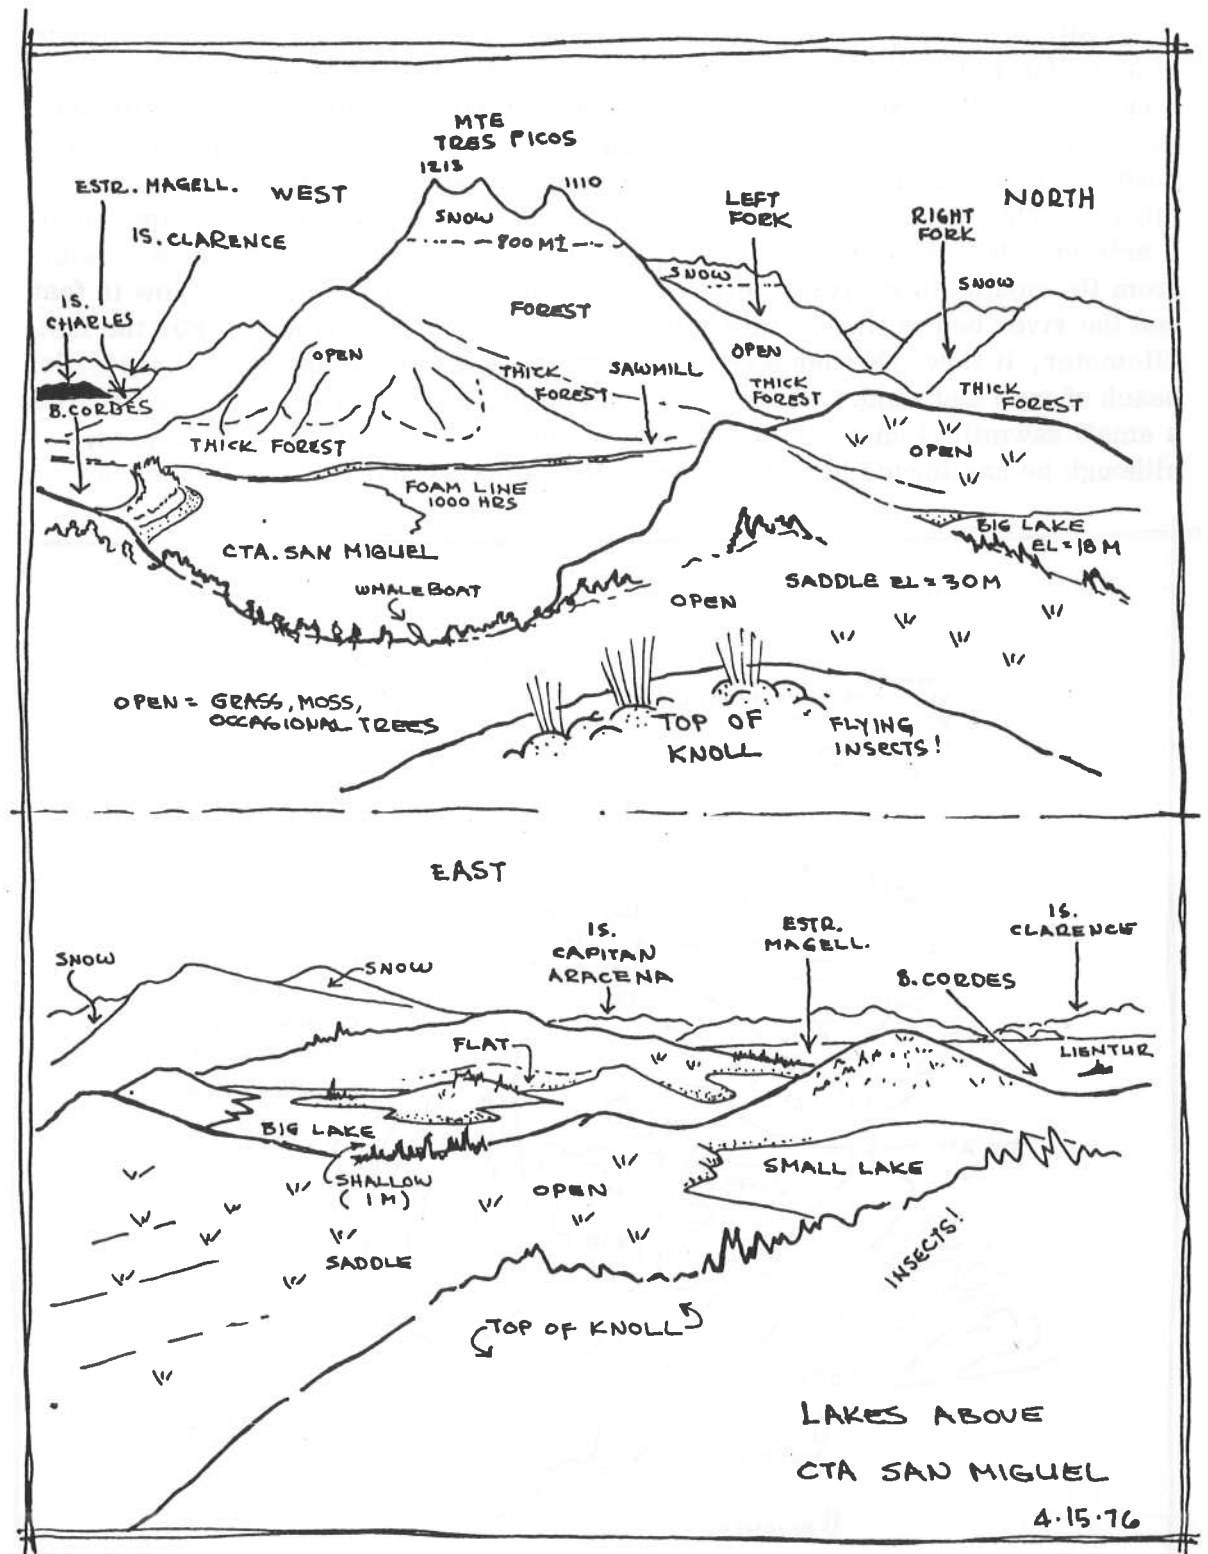 MTE
TRES PICOS
1213
1110
ESTR. MAGELL.
WEST
IS. CLARENCE
IS.
CHARLES
B. CORDES
SNOW
800 M±
LEFT
FORK
RIGHT
FORK
NORTH
SNOW
SNOW
FOREST
OPEN
THICK
FOREST
SAWMILL
OPEN
THICK
FOREST
THICK
FOREST
THICK FOREST
OPEN
FOAM LINE
1000 HRS
CTA. SAN MIGUEL
WHALEBOAT
BIG LAKE
EL = 18 M
SADDLE EL = 30 M
OPEN
OPEN = GRASS, MOSS,
OCCASIONAL TREES
TOP OF
KNOLL
FLYING
INSECTS!
EAST
SNOW
SNOW
IS.
CAPITAN
ARACENA
ESTR.
MAGELL.
B. CORDES
IS.
CLARENCE
FLAT
LIENTUR
BIG LAKE
SHALLOW
(1 M)
OPEN
SMALL LAKE
SADDLE
INSECTS!
TOP OF KNOLL
LAKES ABOVE
CTA SAN MIGUEL
4·15·76